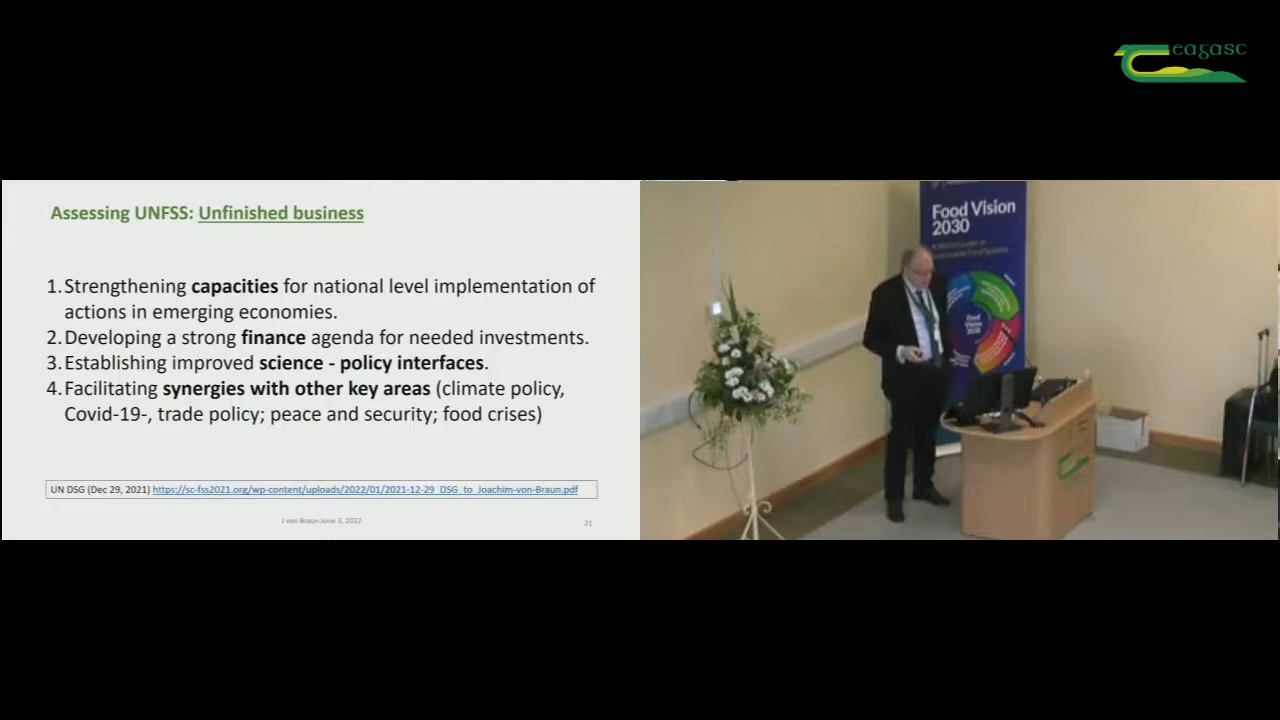 eagasc
Assessing UNFSS: Unfinished business
1. Strengthening capacities for national level implementation of
actions in emerging economies.
2. Developing a strong finance agenda for needed investments.
3. Establishing improved science - policy interfaces.
4. Facilitating synergies with other key areas (climate policy,
Covid-19-, trade policy; peace and security; food crises)
UN DSG (Dec 29, 2021) https://sc-fss2021.org/wp-content/uploads/2022/01/2021-12-29_DSG_to_Joachim-von-Braun.pdf
J von Braun June 3, 2022
21
Food Vision
2030
Food
Vision
2030